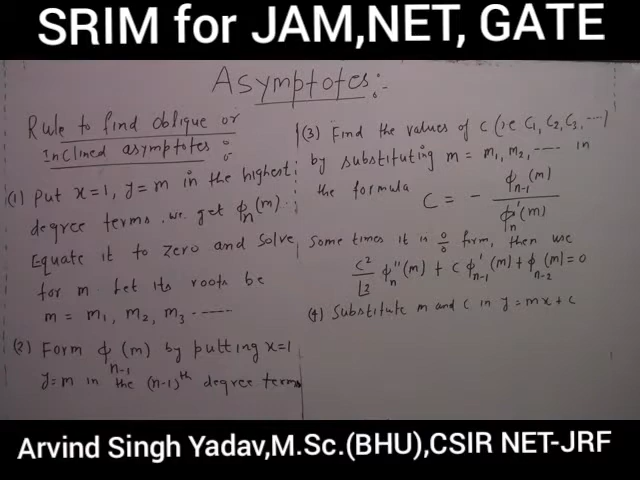 SRIM for JAM,NET, GATE
Asymptotes:-
Rule to find oblique or
Inclined asymptotes :
(1) Put x=1, y=m in the highest
degree terms. we get ϕn(m).
Equate it to zero and solve
for m. Let its roots be
m = m1, m2, m3 -----
(2) Form ϕn-1(m) by putting x=1
y=m in the (n-1)th degree terms
(3) Find the values of c (i.e c1, c2, c3, ----)
by substituting m = m1, m2, ---- in
the formula
C = - ϕn-1(m) / ϕn'(m)
Some times it is 0/0 form, then use
c²/⌊2 ϕn''(m) + c ϕ'n-1(m) + ϕn-2(m) = 0
(4) Substitute m and c in y = mx + c
Arvind Singh Yadav,M.Sc.(BHU),CSIR NET-JRF